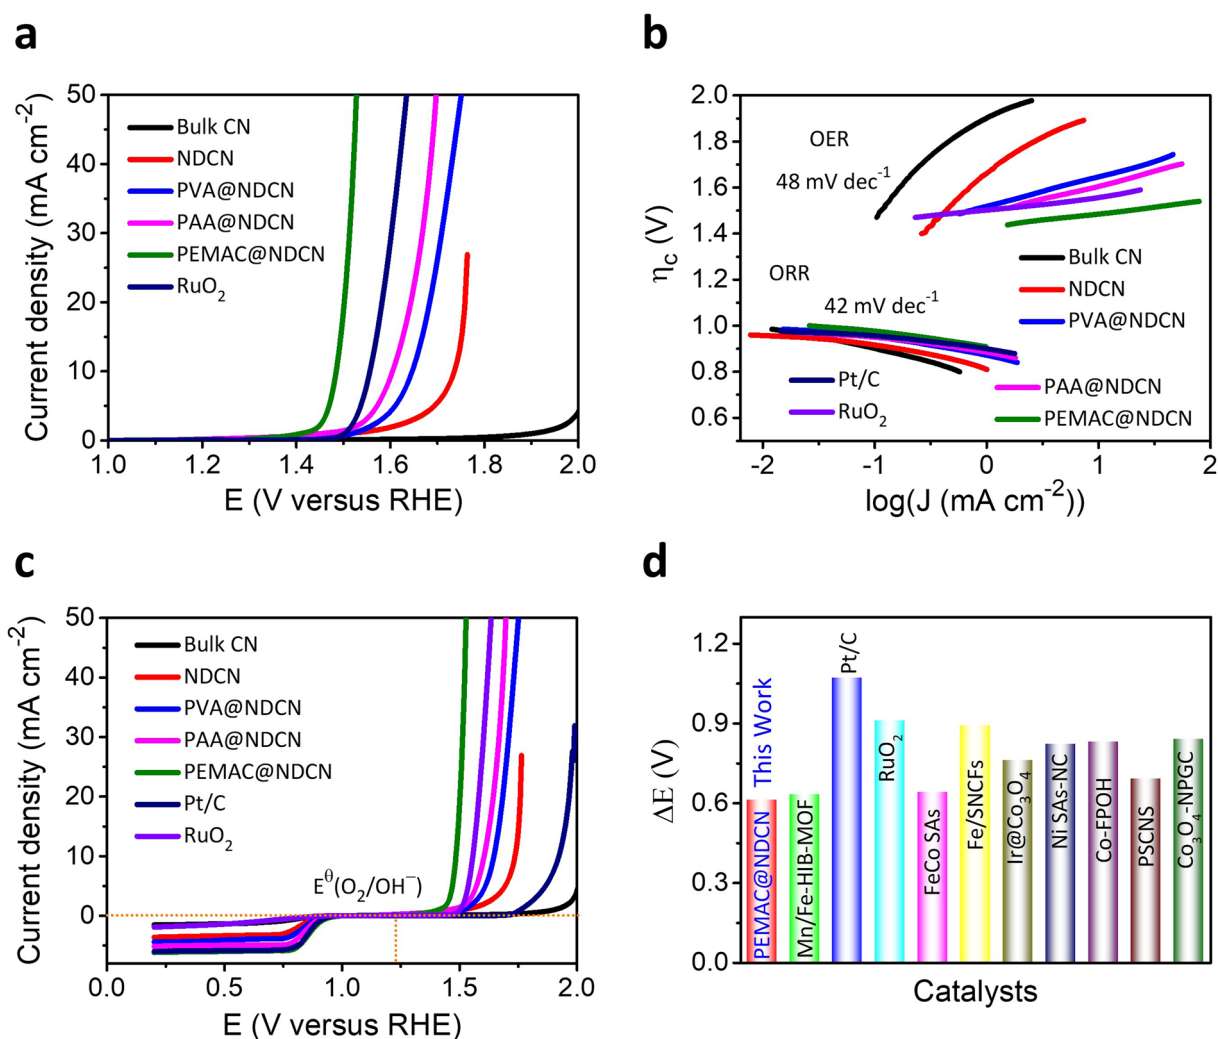 a
50
40
30
20
10
0
Current density (mA cm⁻²)
Bulk CN
NDCN
PVA@NDCN
PAA@NDCN
PEMAC@NDCN
RuO₂
1.0 1.2 1.4 1.6 1.8 2.0
E (V versus RHE)
b
2.0
1.8
1.6
1.4
1.2
1.0
0.8
0.6
η_c (V)
OER
48 mV dec⁻¹
ORR
42 mV dec⁻¹
Bulk CN
NDCN
PVA@NDCN
Pt/C
RuO₂
PAA@NDCN
PEMAC@NDCN
-2 -1 0 1 2
log(J (mA cm⁻²))
c
50
40
30
20
10
0
Current density (mA cm⁻²)
Bulk CN
NDCN
PVA@NDCN
PAA@NDCN
PEMAC@NDCN
Pt/C
RuO₂
E^θ(O₂/OH⁻)
0.0 0.5 1.0 1.5 2.0
E (V versus RHE)
d
1.2
0.9
0.6
0.3
0.0
ΔE (V)
PEMAC@NDCN This Work
Mn/Fe-HIB-MOF
Pt/C
RuO₂
FeCo SAs
Fe/SNCFs
Ir@Co₃O₄
Ni SAs-NC
Co-FPOH
PSCNS
Co₃O₄-NPGC
Catalysts